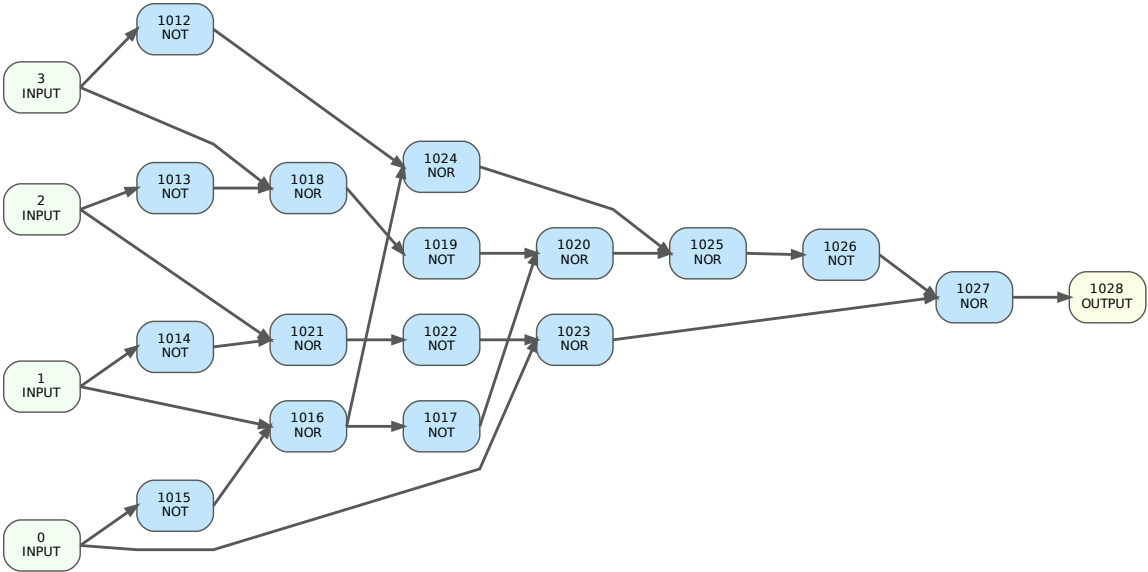 1012
NOT
3
INPUT
1024
NOR
1013
NOT
1018
NOR
2
INPUT
1019
NOT
1020
NOR
1025
NOR
1026
NOT
1027
NOR
1028
OUTPUT
1014
NOT
1021
NOR
1022
NOT
1023
NOR
1
INPUT
1016
NOR
1017
NOT
1015
NOT
0
INPUT